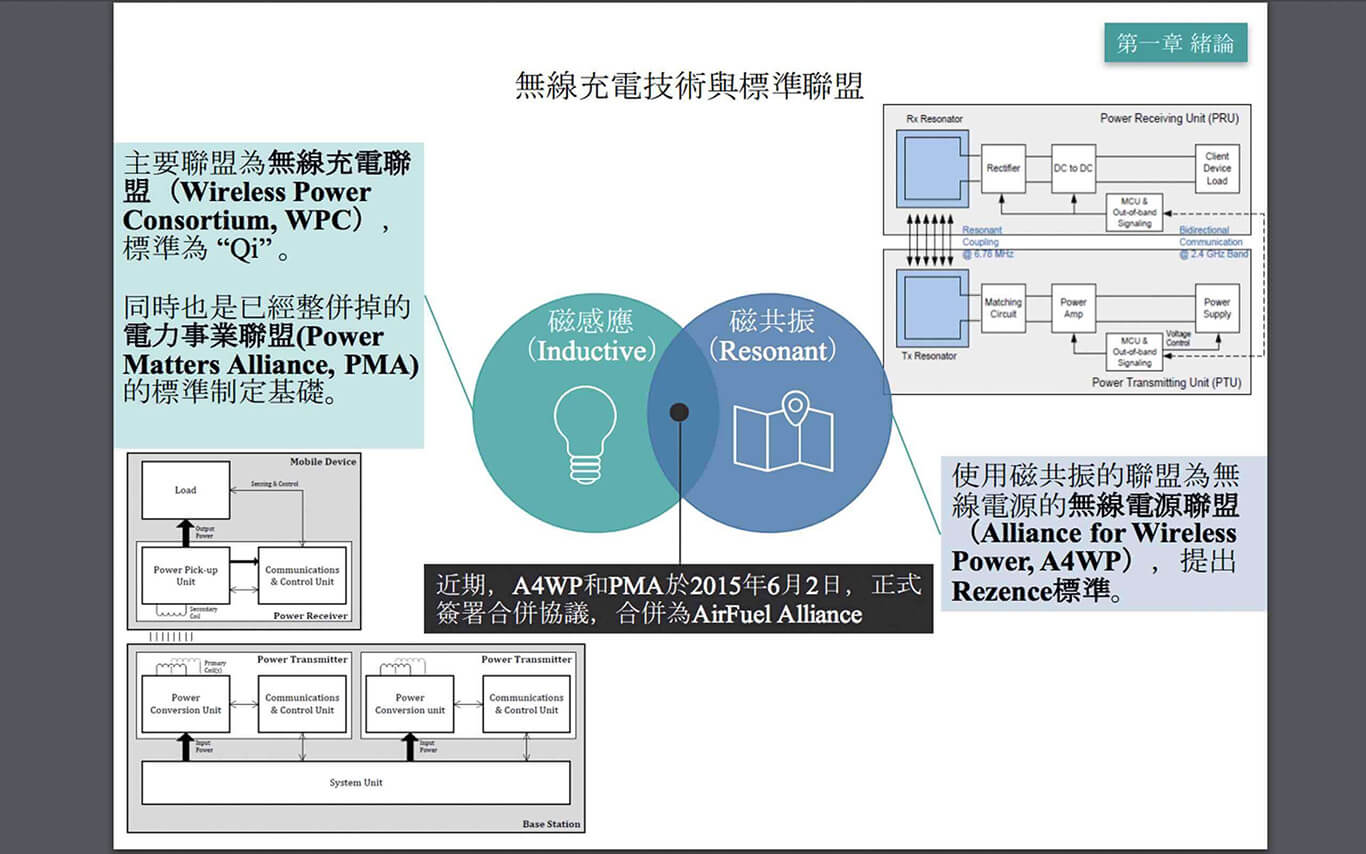 第一章 緒論
無線充電技術與標準聯盟
主要聯盟為無線充電聯
盟（Wireless Power
Consortium, WPC），
標準為 “Qi”。
同時也是已經整併掉的
電力事業聯盟(Power
Matters Alliance, PMA)
的標準制定基礎。
磁感應
（Inductive）
磁共振
（Resonant）
近期，A4WP和PMA於2015年6月2日，正式
簽署合併協議，合併為AirFuel Alliance
使用磁共振的聯盟為無
線電源的無線電源聯盟
（Alliance for Wireless
Power, A4WP），提出
Rezence標準。
Rx Resonator
Power Receiving Unit (PRU)
Rectifier
DC to DC
Client
Device
Load
MCU &
Out-of-band
Signaling
Resonant
Coupling
@ 6.78 MHz
Bidirectional
Communication
@ 2.4 GHz Band
Matching
Circuit
Power
Amp
Power
Supply
Voltage
Control
MCU &
Out-of-band
Signaling
Tx Resonator
Power Transmitting Unit (PTU)
Mobile Device
Load
Sensing & Control
Output
Power
Power Pick-up
Unit
Communications
& Control Unit
Secondary
Coil
Power Receiver
Primary
Coil(s)
Power Transmitter
Power
Conversion Unit
Communications
& Control Unit
Input
Power
Power Transmitter
Power
Conversion unit
Communications
& Control Unit
Input
Power
System Unit
Base Station